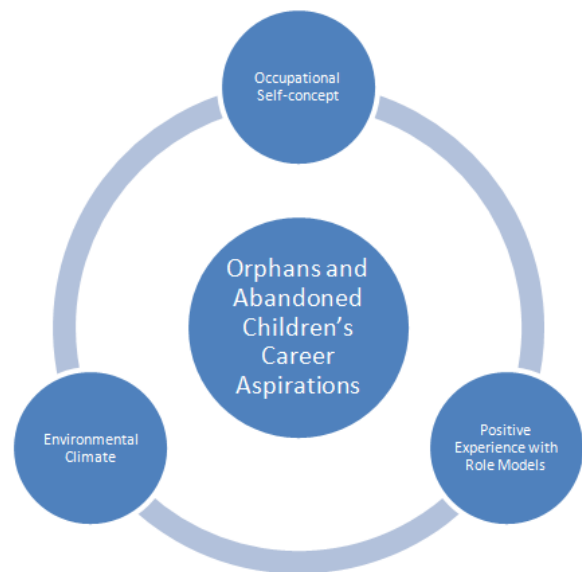 Occupational
Self-concept
Orphans and
Abandoned
Children’s
Career
Aspirations
Environmental
Climate
Positive
Experience with
Role Models